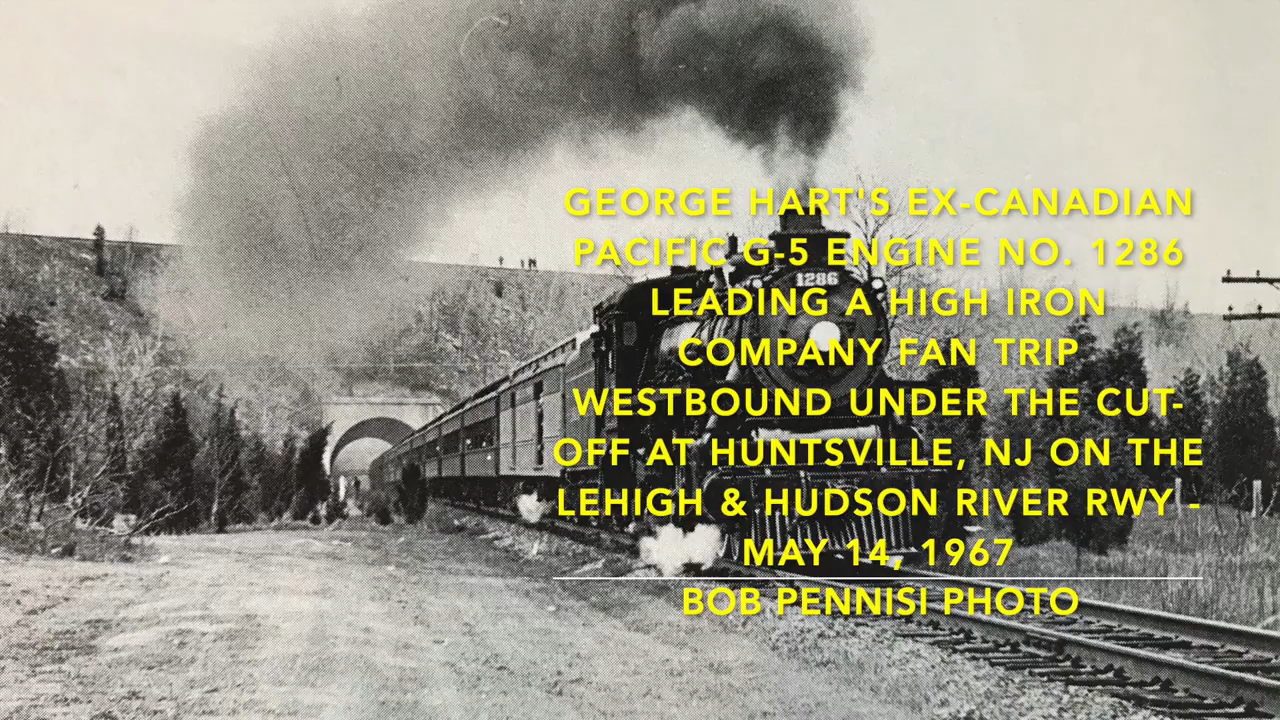 GEORGE HART'S EX-CANADIAN
PACIFIC G-5 ENGINE NO. 1286
LEADING A HIGH IRON
COMPANY FAN TRIP
WESTBOUND UNDER THE CUT-
OFF AT HUNTSVILLE, NJ ON THE
LEHIGH & HUDSON RIVER RWY -
MAY 14, 1967
BOB PENNISI PHOTO
1286